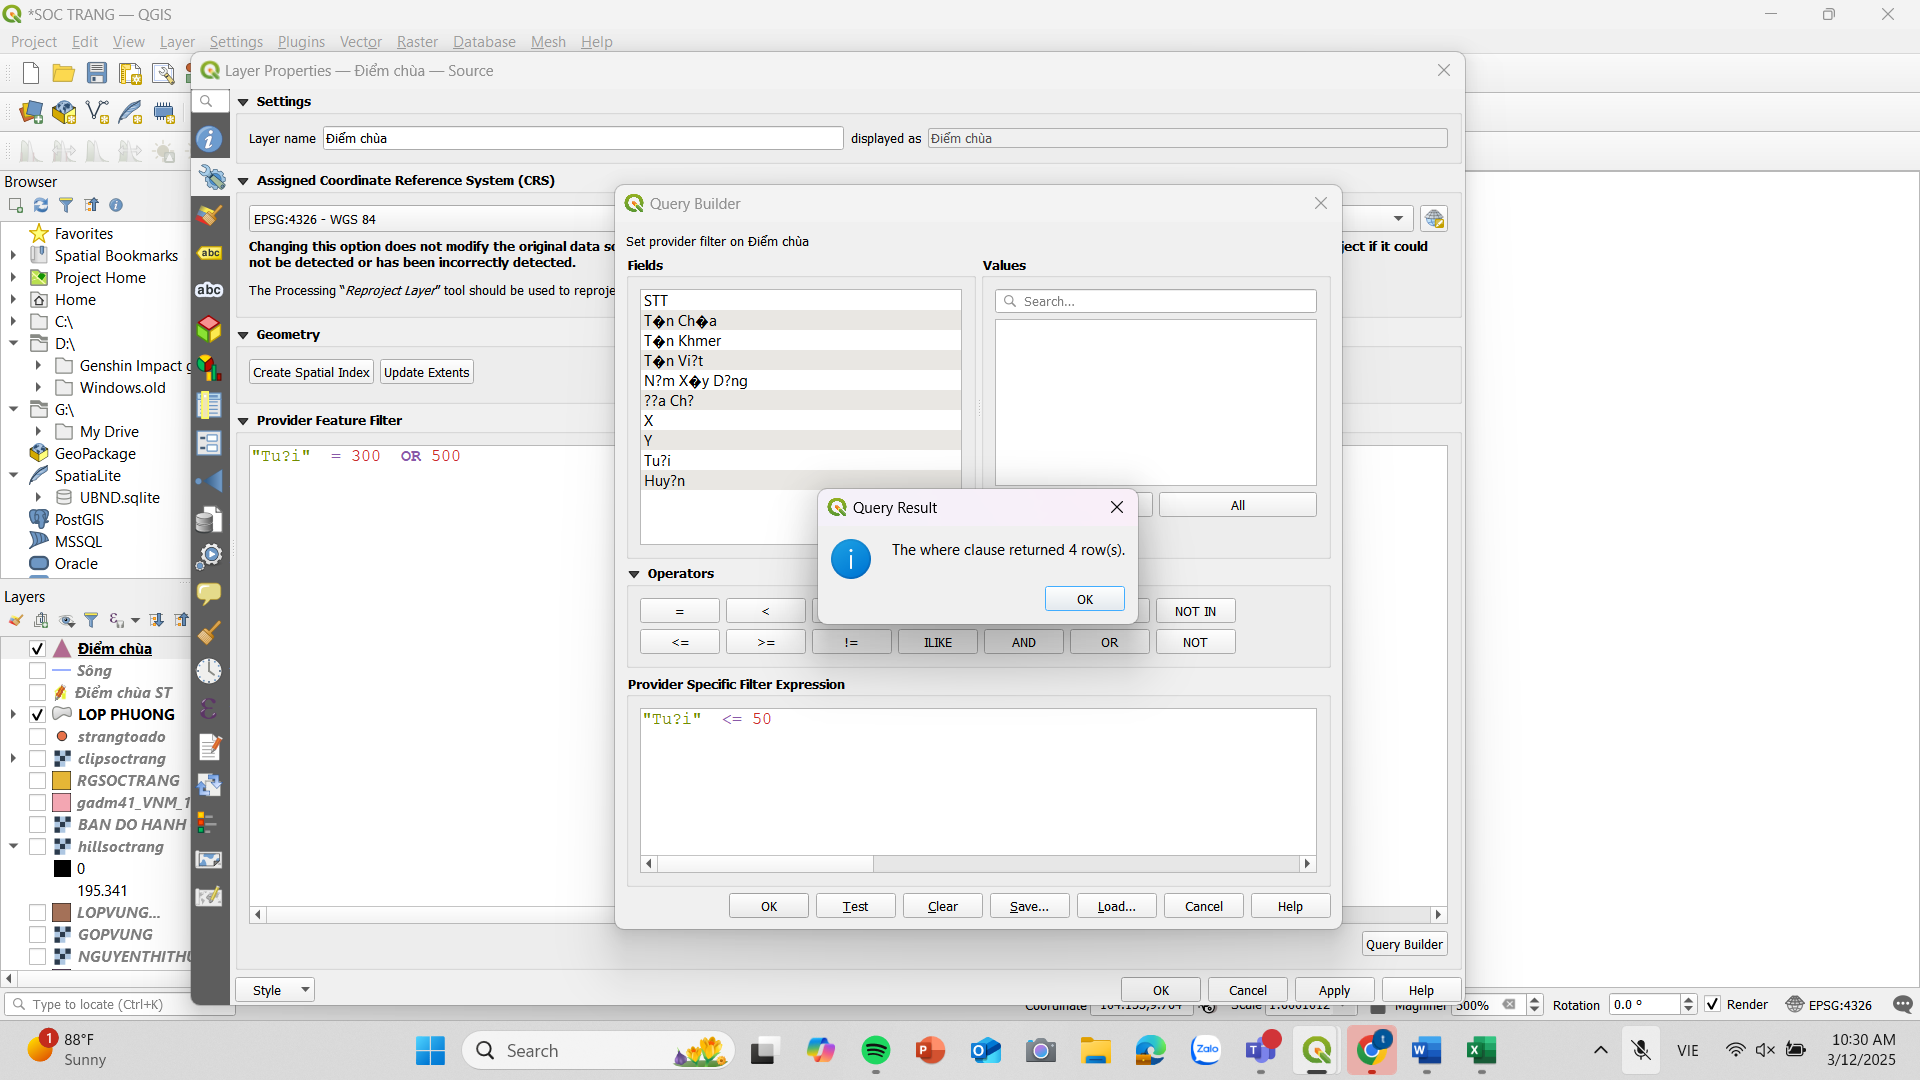 *SOC TRANG — QGIS
Project Edit View Layer Settings Plugins Vector Raster Database Mesh Help
Layer Properties — Điểm chùa — Source
Settings
Layer name Điểm chùa displayed as Điểm chùa
Assigned Coordinate Reference System (CRS)
EPSG:4326 - WGS 84
Changing this option does not modify the original data so
ject if it could
not be detected or has been incorrectly detected.
The Processing “Reproject Layer” tool should be used to reproje
Geometry
Create Spatial Index Update Extents
Provider Feature Filter
"Tu?i" = 300 OR 500
Query Builder
Style
OK Cancel Apply Help
Browser
Favorites
Spatial Bookmarks
Project Home
Home
C:\
D:\
Genshin Impact g
Windows.old
G:\
My Drive
GeoPackage
SpatiaLite
UBND.sqlite
PostGIS
MSSQL
Oracle
Layers
Điểm chùa
Sông
Điểm chùa ST
LOP PHUONG
strangtoado
clipsoctrang
RGSOCTRANG
gadm41_VNM_1
BAN DO HANH
hillsoctrang
0
195.341
LOPVUNG...
GOPVUNG
NGUYENTHITHU
abc
abc
Query Builder
Set provider filter on Điểm chùa
Fields
STT
T�n Ch�a
T�n Khmer
T�n Vi?t
N?m X�y D?ng
??a Ch?
X
Y
Tu?i
Huy?n
Values
Search...
All
Query Result
The where clause returned 4 row(s).
OK
Operators
= < NOT IN
<= >= != ILIKE AND OR NOT
Provider Specific Filter Expression
"Tu?i" <= 50
OK Test Clear Save... Load... Cancel Help
Type to locate (Ctrl+K)
Coordinate Scale Magnifier 300% Rotation 0.0 ° Render EPSG:4326
1
88°F
Sunny
Search
Zalo
VIE
10:30 AM
3/12/2025